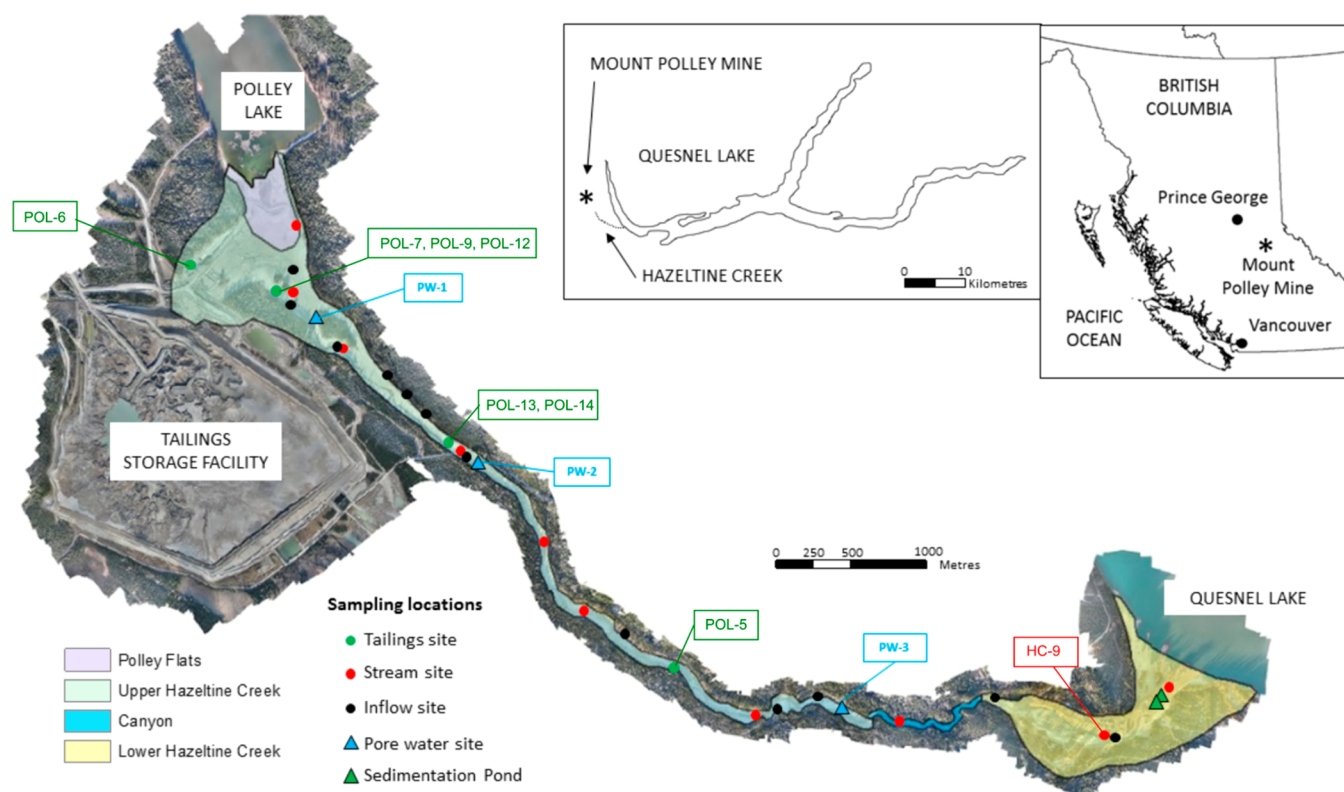 POLLEY
LAKE
POL-6
POL-7, POL-9, POL-12
PW-1
TAILINGS
STORAGE FACILITY
POL-13, POL-14
PW-2
POL-5
PW-3
HC-9
QUESNEL LAKE
0 250 500 1000
Metres
MOUNT POLLEY MINE
QUESNEL LAKE
*
HAZELTINE CREEK
0 10
Kilometres
BRITISH
COLUMBIA
Prince George
*
Mount
Polley Mine
PACIFIC
OCEAN
Vancouver
Polley Flats
Upper Hazeltine Creek
Canyon
Lower Hazeltine Creek
Sampling locations
Tailings site
Stream site
Inflow site
Pore water site
Sedimentation Pond